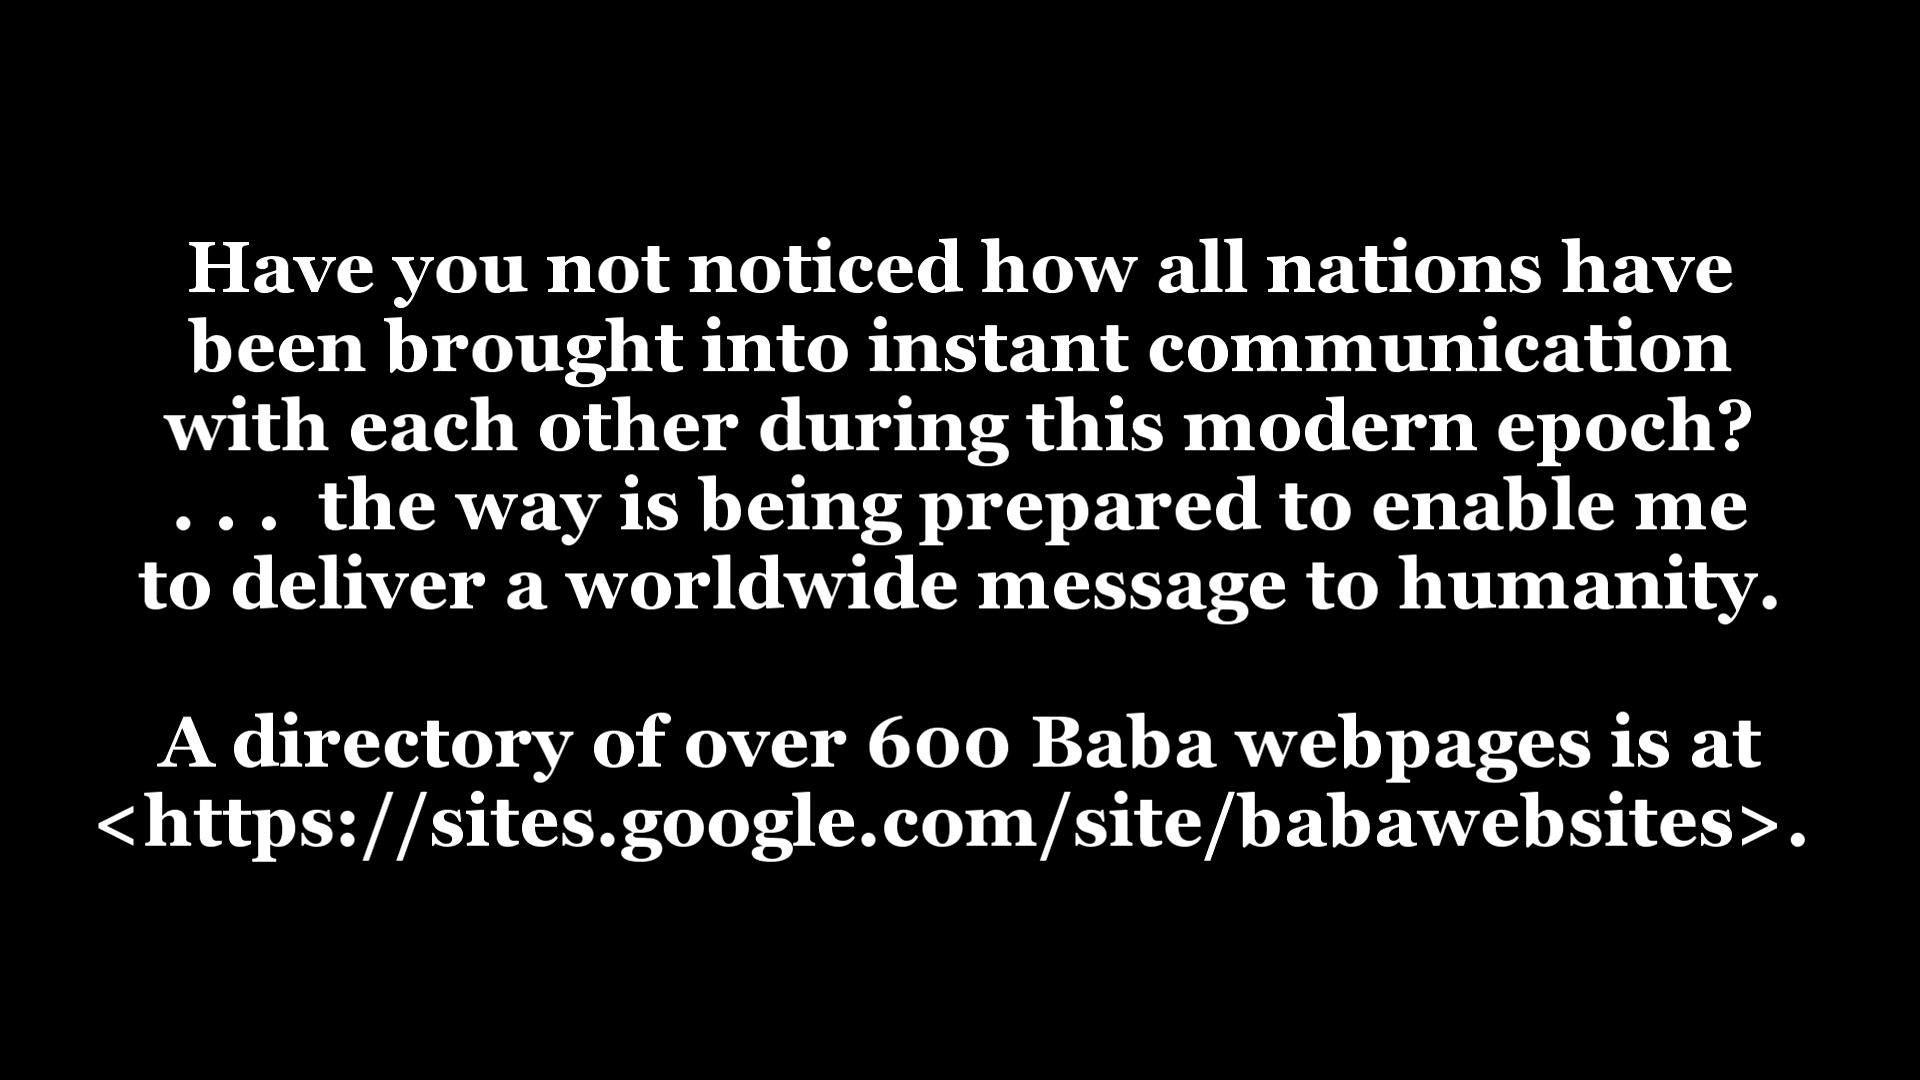 Have you not noticed how all nations have
been brought into instant communication
with each other during this modern epoch?
. . .  the way is being prepared to enable me
to deliver a worldwide message to humanity.
A directory of over 600 Baba webpages is at
<https://sites.google.com/site/babawebsites>.